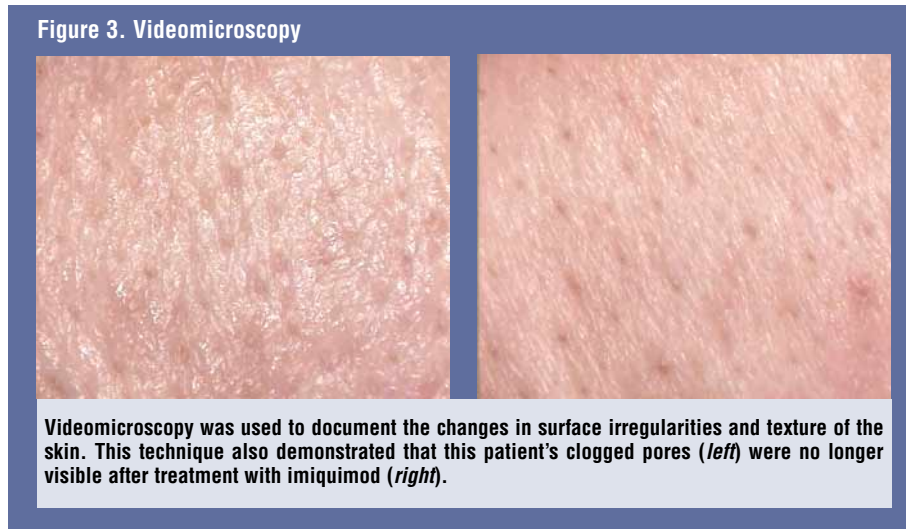 Figure 3. Videomicroscopy
Videomicroscopy was used to document the changes in surface irregularities and texture of the
skin. This technique also demonstrated that this patient's clogged pores (left) were no longer
visible after treatment with imiquimod (right).